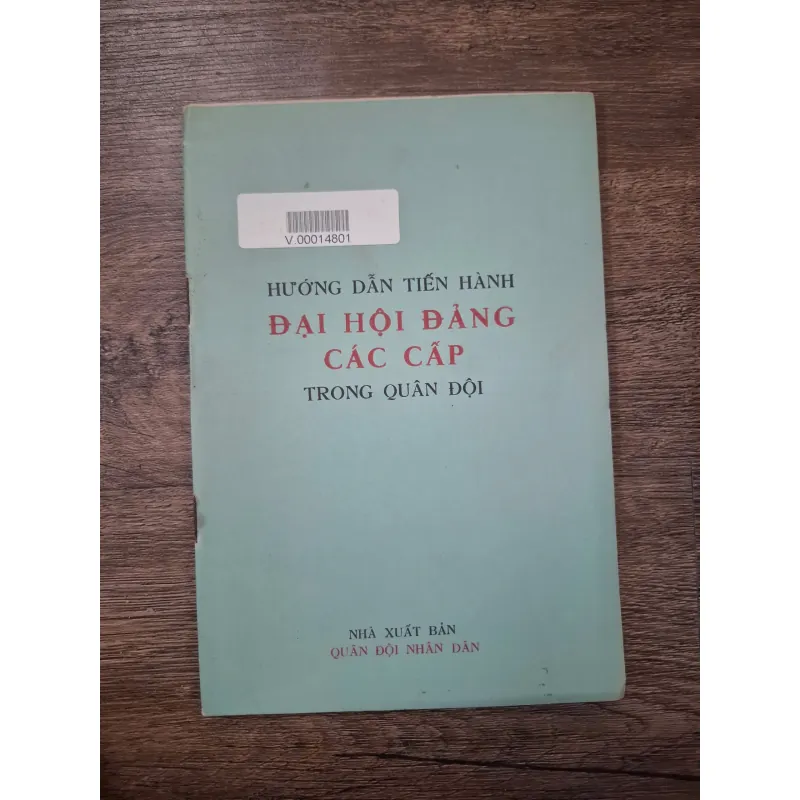 V.00014801
HƯỚNG DẪN TIẾN HÀNH
ĐẠI HỘI ĐẢNG
CÁC CẤP
TRONG QUÂN ĐỘI
NHÀ XUẤT BẢN
QUÂN ĐỘI NHÂN DÂN